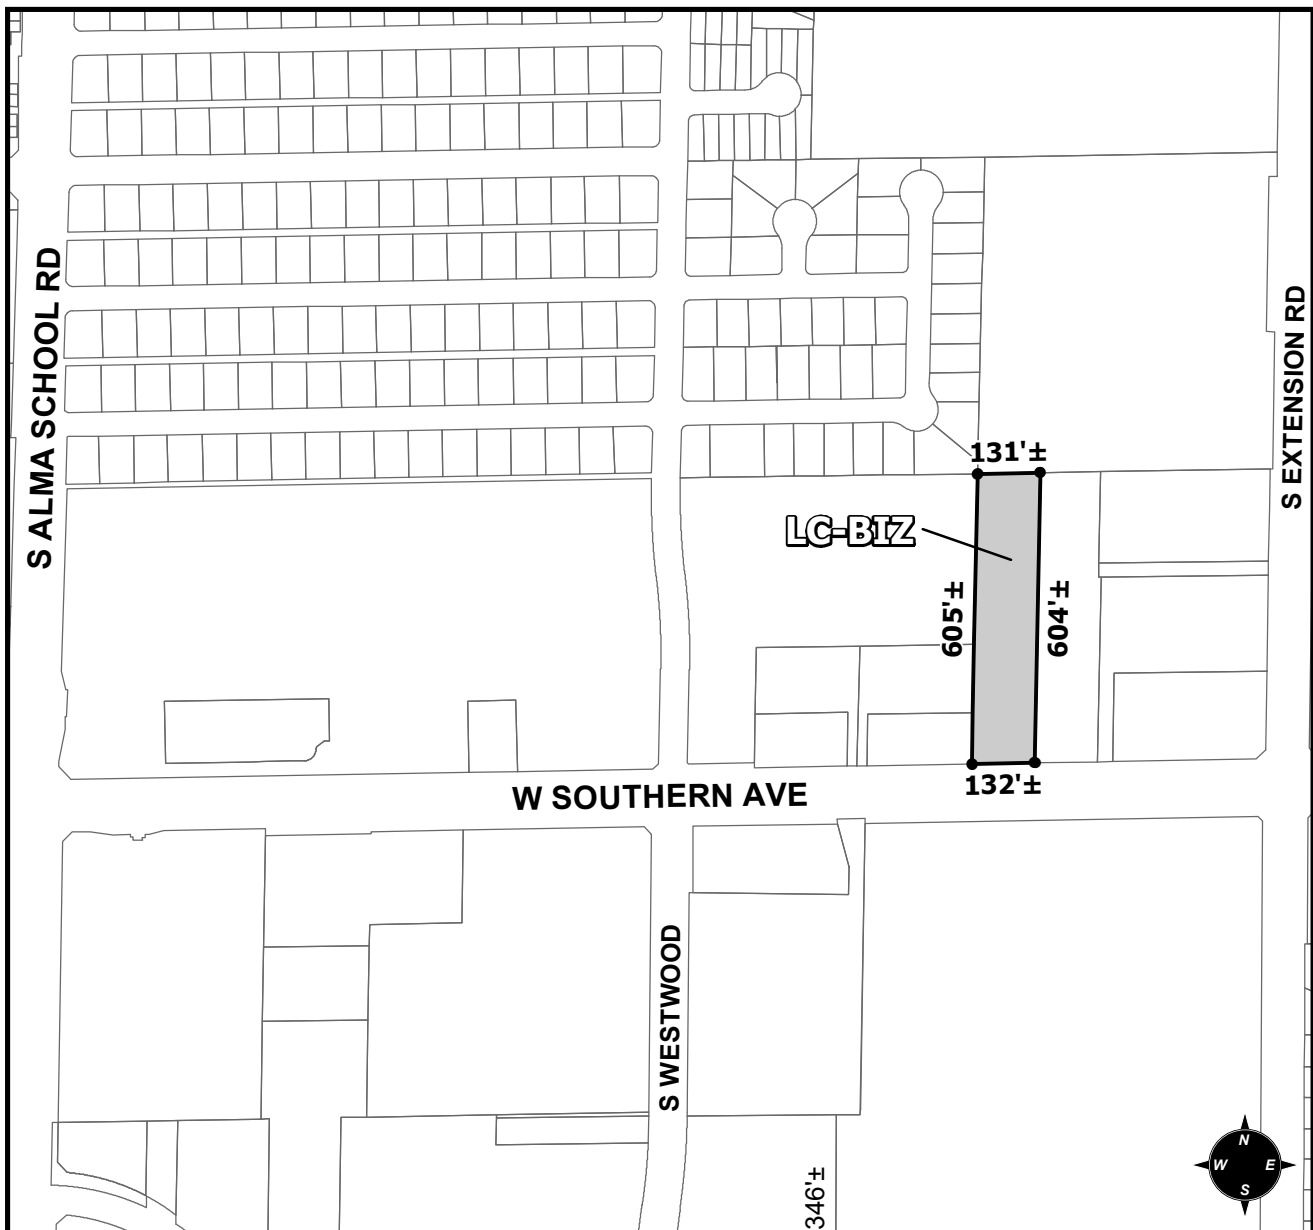 S ALMA SCHOOL RD
S EXTENSION RD
131'±
LC-BIZ
605'±
604'±
132'±
W SOUTHERN AVE
S WESTWOOD
346'±
N
W E
S